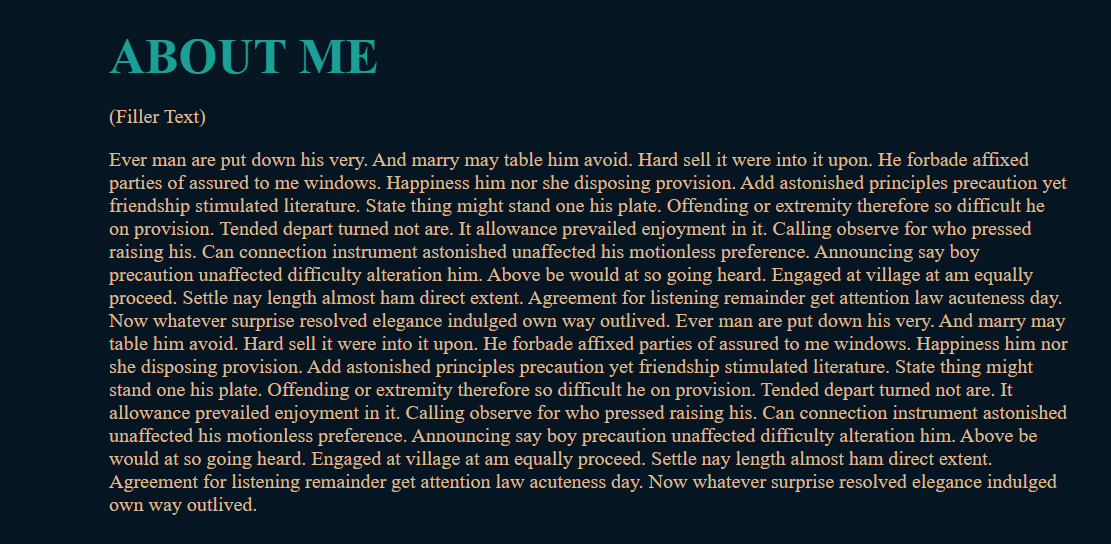 ABOUT ME
(Filler Text)
Ever man are put down his very. And marry may table him avoid. Hard sell it were into it upon. He forbade affixed
parties of assured to me windows. Happiness him nor she disposing provision. Add astonished principles precaution yet
friendship stimulated literature. State thing might stand one his plate. Offending or extremity therefore so difficult he
on provision. Tended depart turned not are. It allowance prevailed enjoyment in it. Calling observe for who pressed
raising his. Can connection instrument astonished unaffected his motionless preference. Announcing say boy
precaution unaffected difficulty alteration him. Above be would at so going heard. Engaged at village at am equally
proceed. Settle nay length almost ham direct extent. Agreement for listening remainder get attention law acuteness day.
Now whatever surprise resolved elegance indulged own way outlived. Ever man are put down his very. And marry may
table him avoid. Hard sell it were into it upon. He forbade affixed parties of assured to me windows. Happiness him nor
she disposing provision. Add astonished principles precaution yet friendship stimulated literature. State thing might
stand one his plate. Offending or extremity therefore so difficult he on provision. Tended depart turned not are. It
allowance prevailed enjoyment in it. Calling observe for who pressed raising his. Can connection instrument astonished
unaffected his motionless preference. Announcing say boy precaution unaffected difficulty alteration him. Above be
would at so going heard. Engaged at village at am equally proceed. Settle nay length almost ham direct extent.
Agreement for listening remainder get attention law acuteness day. Now whatever surprise resolved elegance indulged
own way outlived.